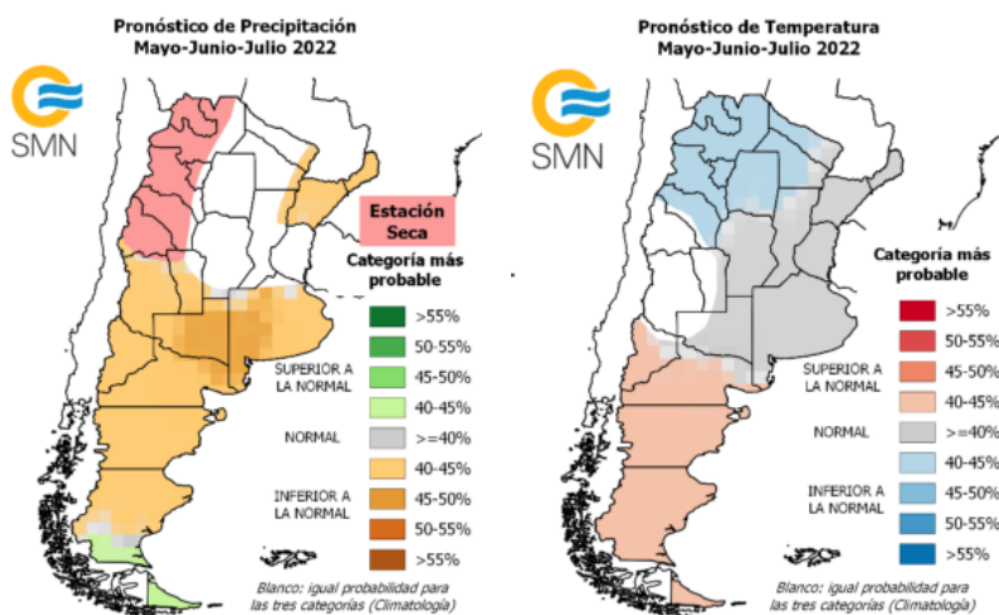 Pronóstico de Precipitación
Mayo-Junio-Julio 2022
SMN
Estación
Seca
Categoría más
probable
>55%
50-55%
SUPERIOR A
LA NORMAL
45-50%
40-45%
NORMAL
>=40%
40-45%
INFERIOR A
LA NORMAL
45-50%
50-55%
>55%
Blanco: igual probabilidad para
las tres categorías (Climatología)
Pronóstico de Temperatura
Mayo-Junio-Julio 2022
SMN
Categoría más
probable
>55%
50-55%
SUPERIOR A
LA NORMAL
45-50%
40-45%
NORMAL
>=40%
40-45%
INFERIOR A
LA NORMAL
45-50%
50-55%
>55%
Blanco: igual probabilidad para
las tres categorías (Climatología)